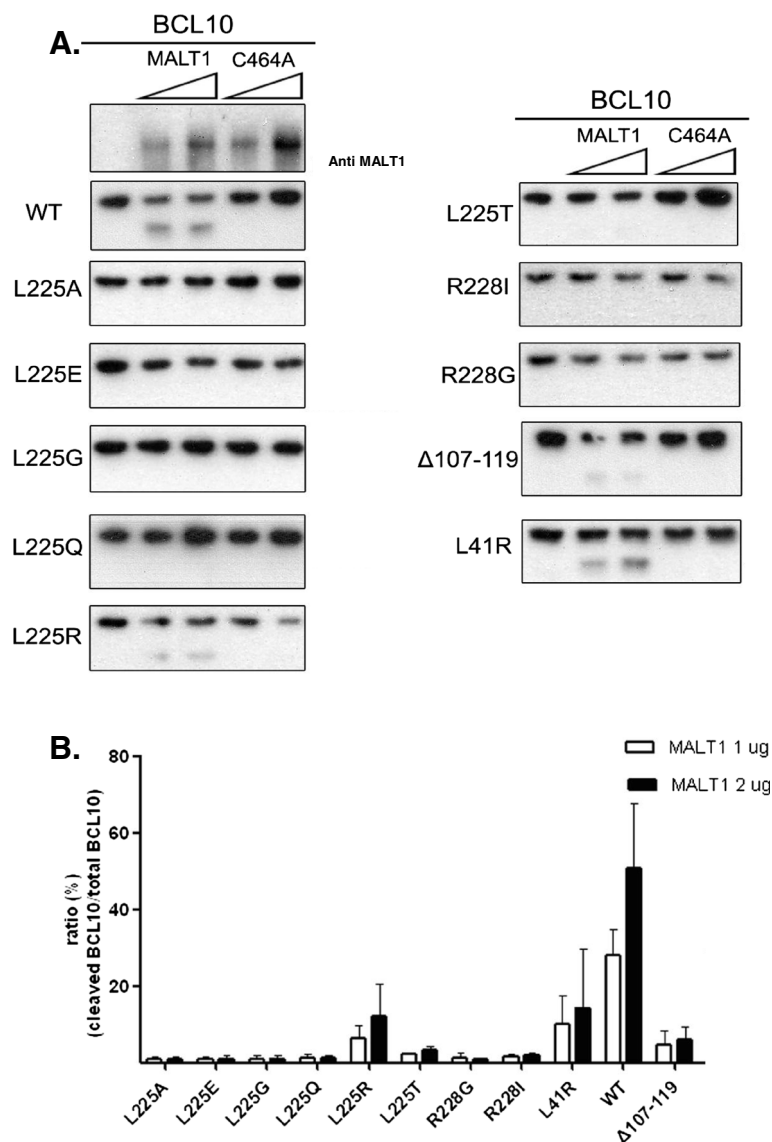 A.
BCL10
MALT1 C464A
Anti MALT1
WT
L225A
L225E
L225G
L225Q
L225R
BCL10
MALT1 C464A
L225T
R228I
R228G
Δ107-119
L41R
B.
MALT1 1 ug
MALT1 2 ug
ratio (%)
(cleaved BCL10/total BCL10)
80
60
40
20
L225A L225E L225G L225Q L225R L225T R228G R228I L41R WT Δ107-119